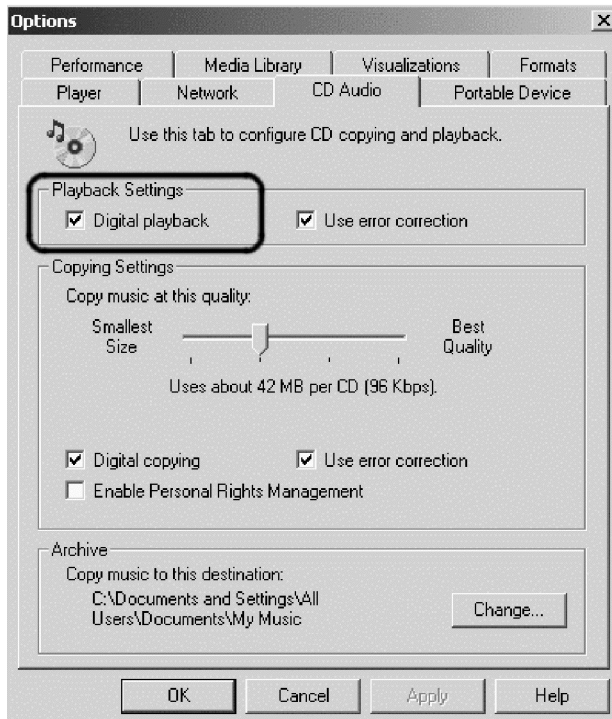 Options
Performance Media Library Visualizations Formats
Player Network CD Audio Portable Device
Use this tab to configure CD copying and playback.
Playback Settings
Digital playback Use error correction
Copying Settings
Copy music at this quality:
Smallest Size Best Quality
Uses about 42 MB per CD (96 Kbps).
Digital copying Use error correction
Enable Personal Rights Management
Archive
Copy music to this destination:
C:\Documents and Settings\All
Users\Documents\My Music
Change...
OK Cancel Apply Help